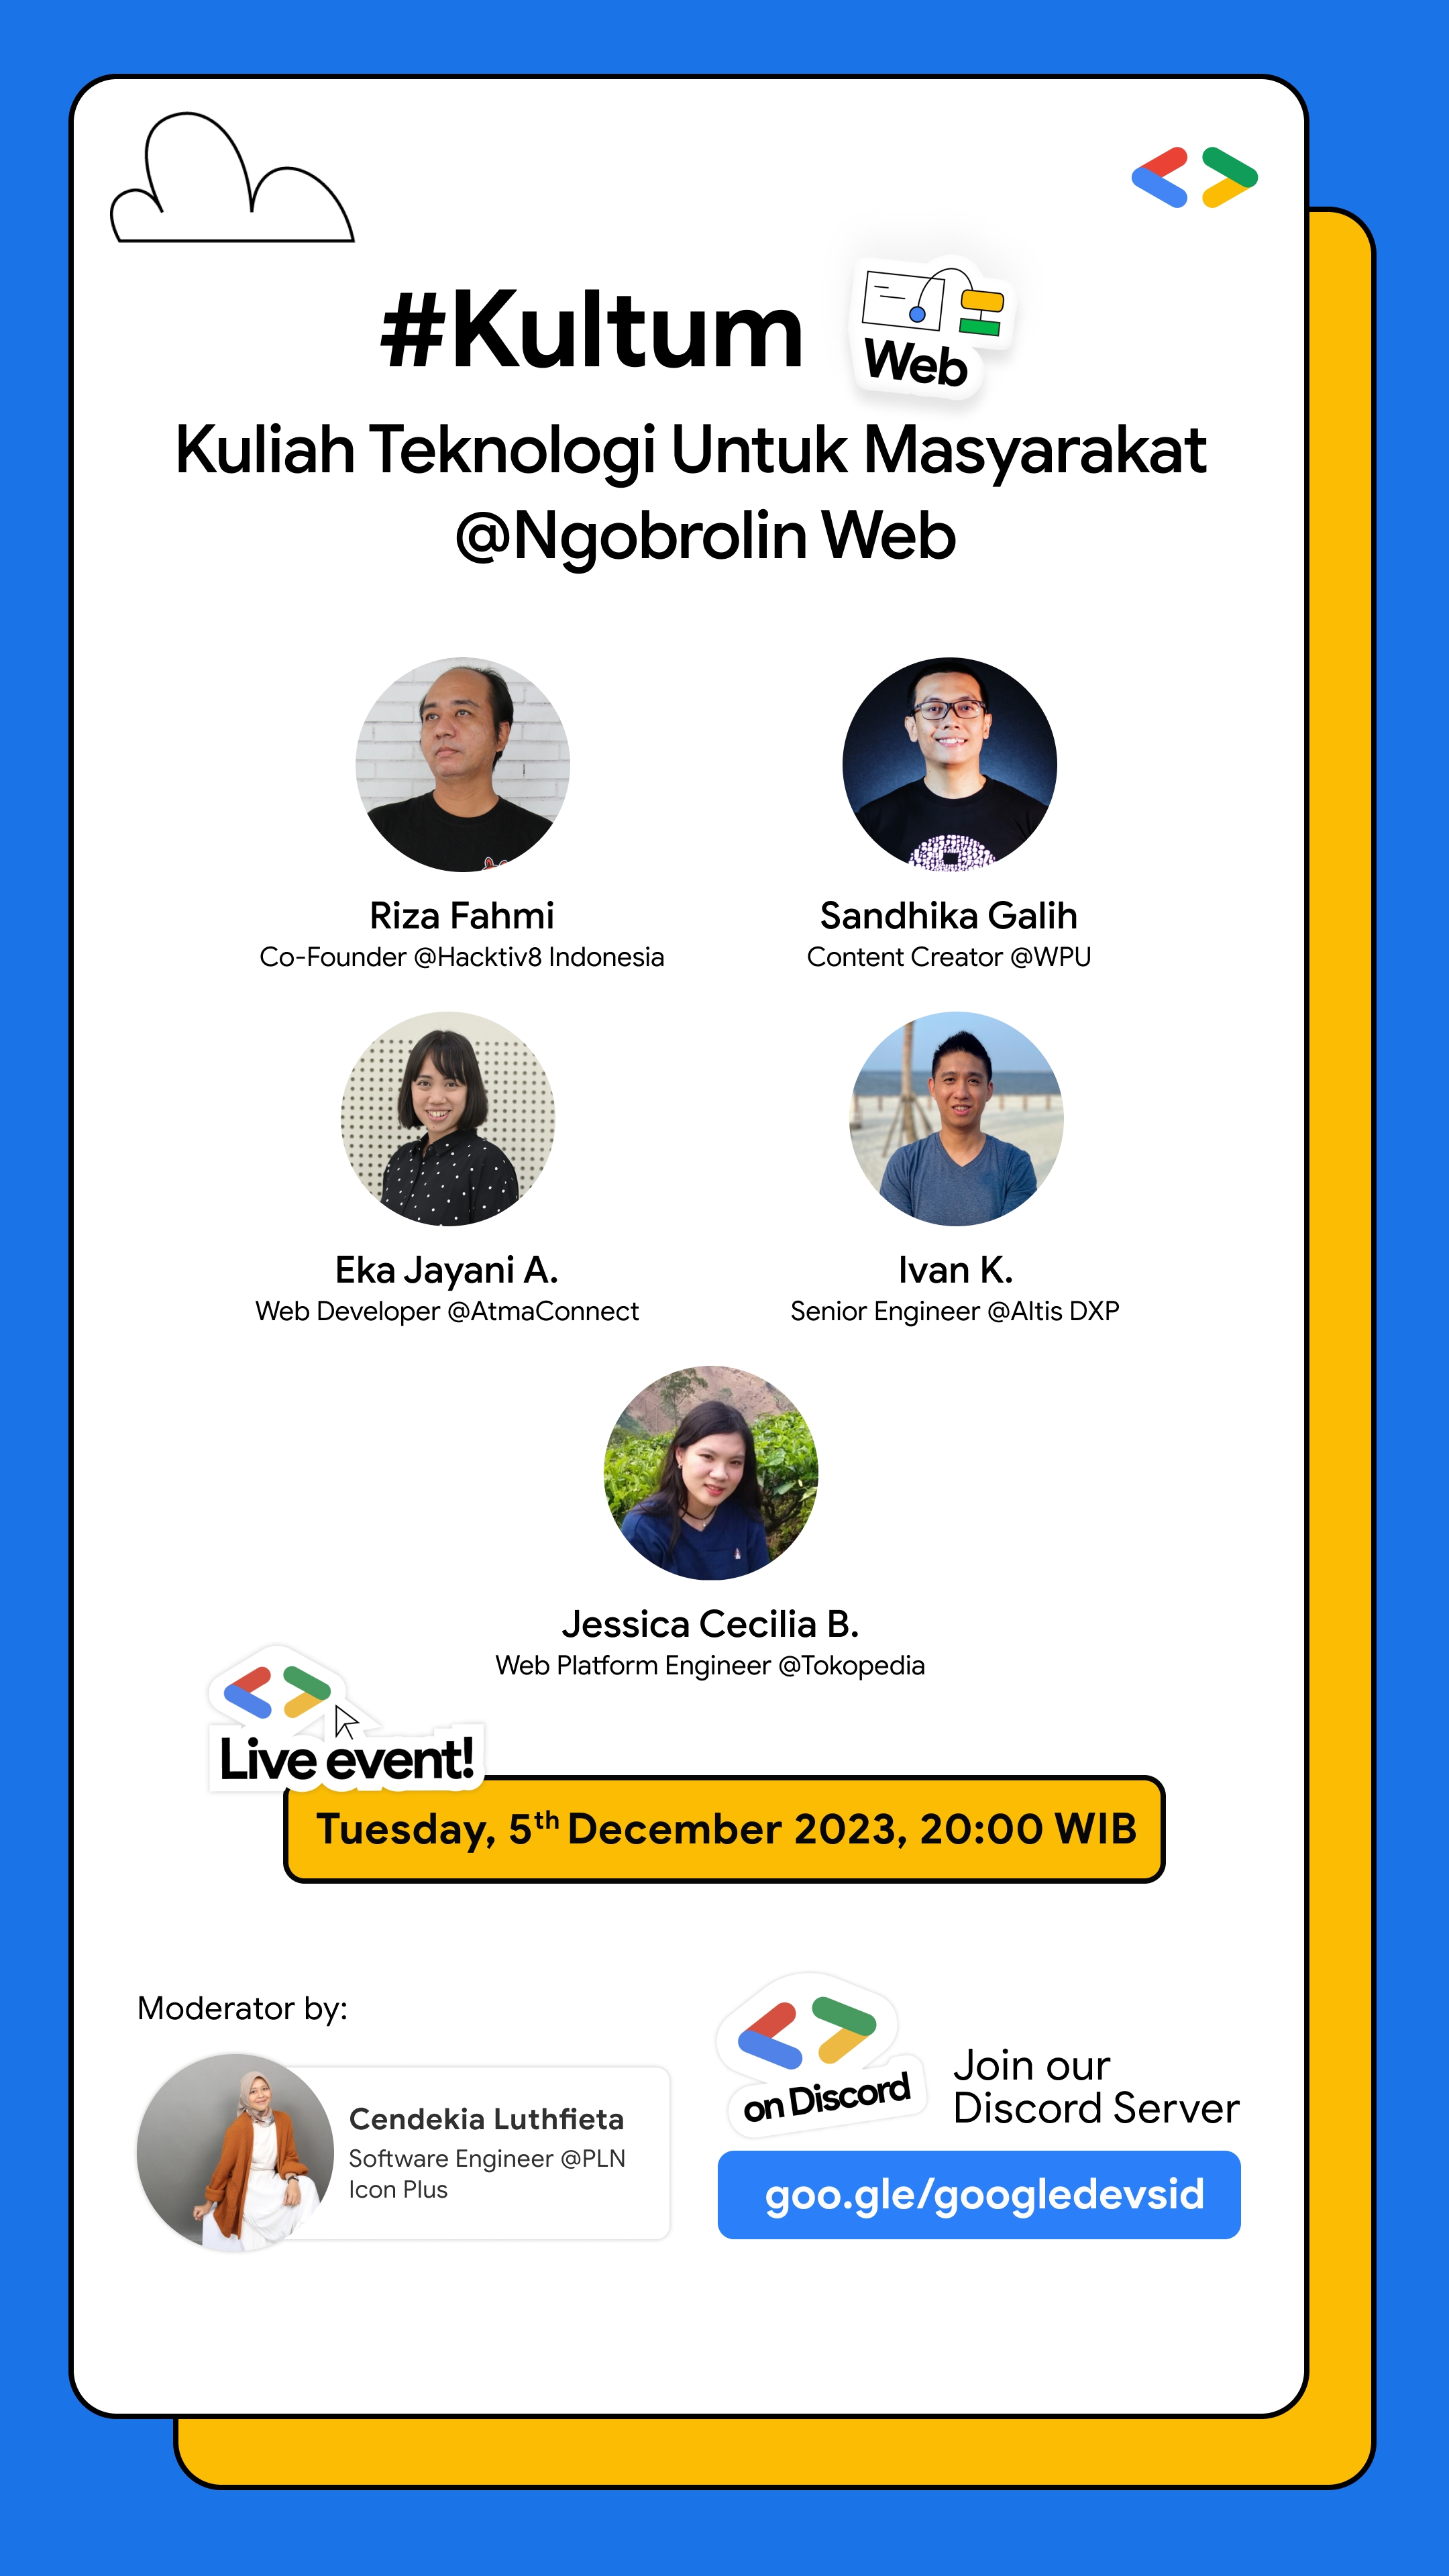 #Kultum
Web
Kuliah Teknologi Untuk Masyarakat
@Ngobrolin Web
Riza Fahmi
Co-Founder @Hacktiv8 Indonesia
Sandhika Galih
Content Creator @WPU
Eka Jayani A.
Web Developer @AtmaConnect
Ivan K.
Senior Engineer @Altis DXP
Jessica Cecilia B.
Web Platform Engineer @Tokopedia
Live event!
Tuesday, 5th December 2023, 20:00 WIB
Moderator by:
Cendekia Luthfieta
Software Engineer @PLN
Icon Plus
on Discord
Join our
Discord Server
goo.gle/googledevsid